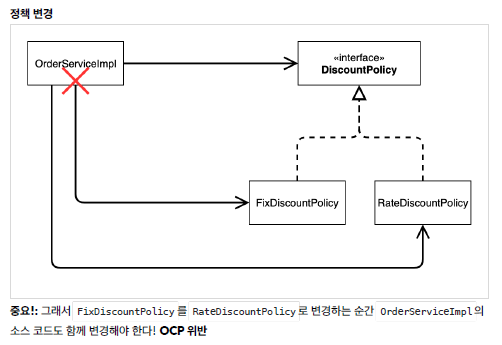 정책 변경
OrderServiceImpl
«interface»
DiscountPolicy
FixDiscountPolicy
RateDiscountPolicy
중요!: 그래서 FixDiscountPolicy 를 RateDiscountPolicy 로 변경하는 순간 OrderServiceImpl 의
소스 코드도 함께 변경해야 한다! OCP 위반